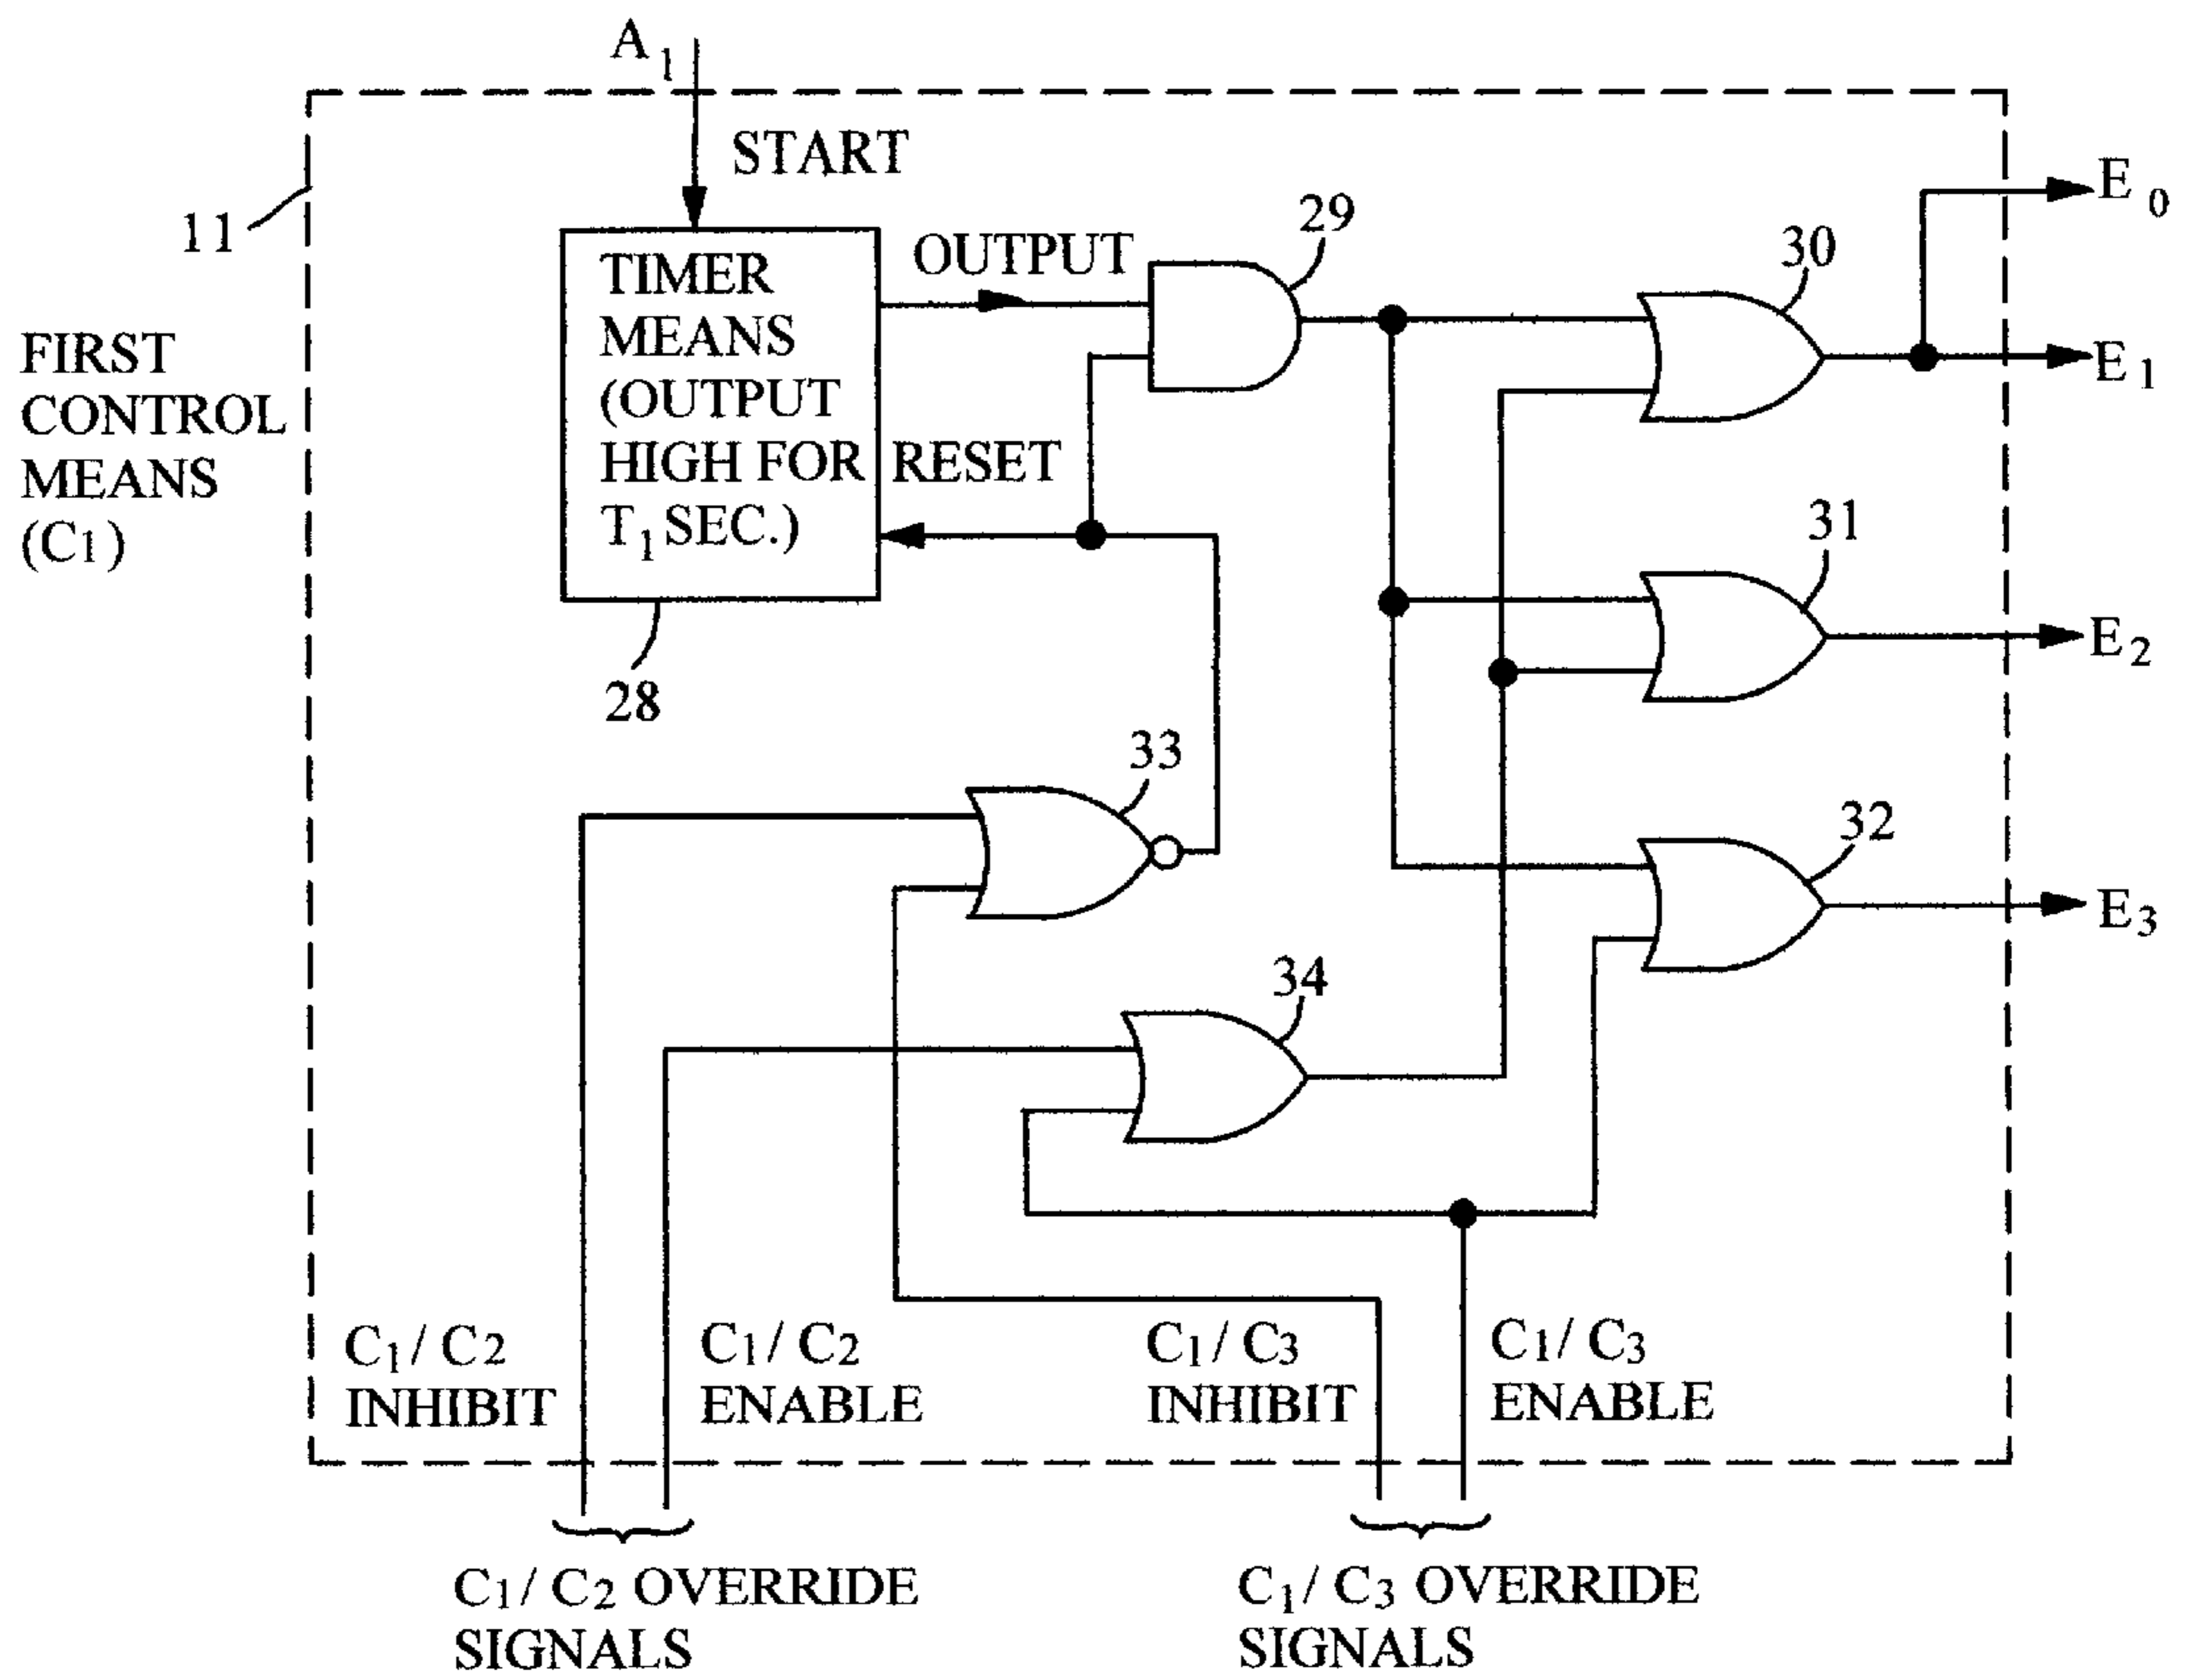 A1
START
11
FIRST
CONTROL
MEANS
(C1)
TIMER
MEANS
(OUTPUT
HIGH FOR
T1 SEC.)
OUTPUT
RESET
28
29
30
31
32
33
34
E0
E1
E2
E3
C1/ C2
INHIBIT
C1/ C2
ENABLE
C1/ C3
INHIBIT
C1/ C3
ENABLE
C1/ C2 OVERRIDE
SIGNALS
C1/ C3 OVERRIDE
SIGNALS